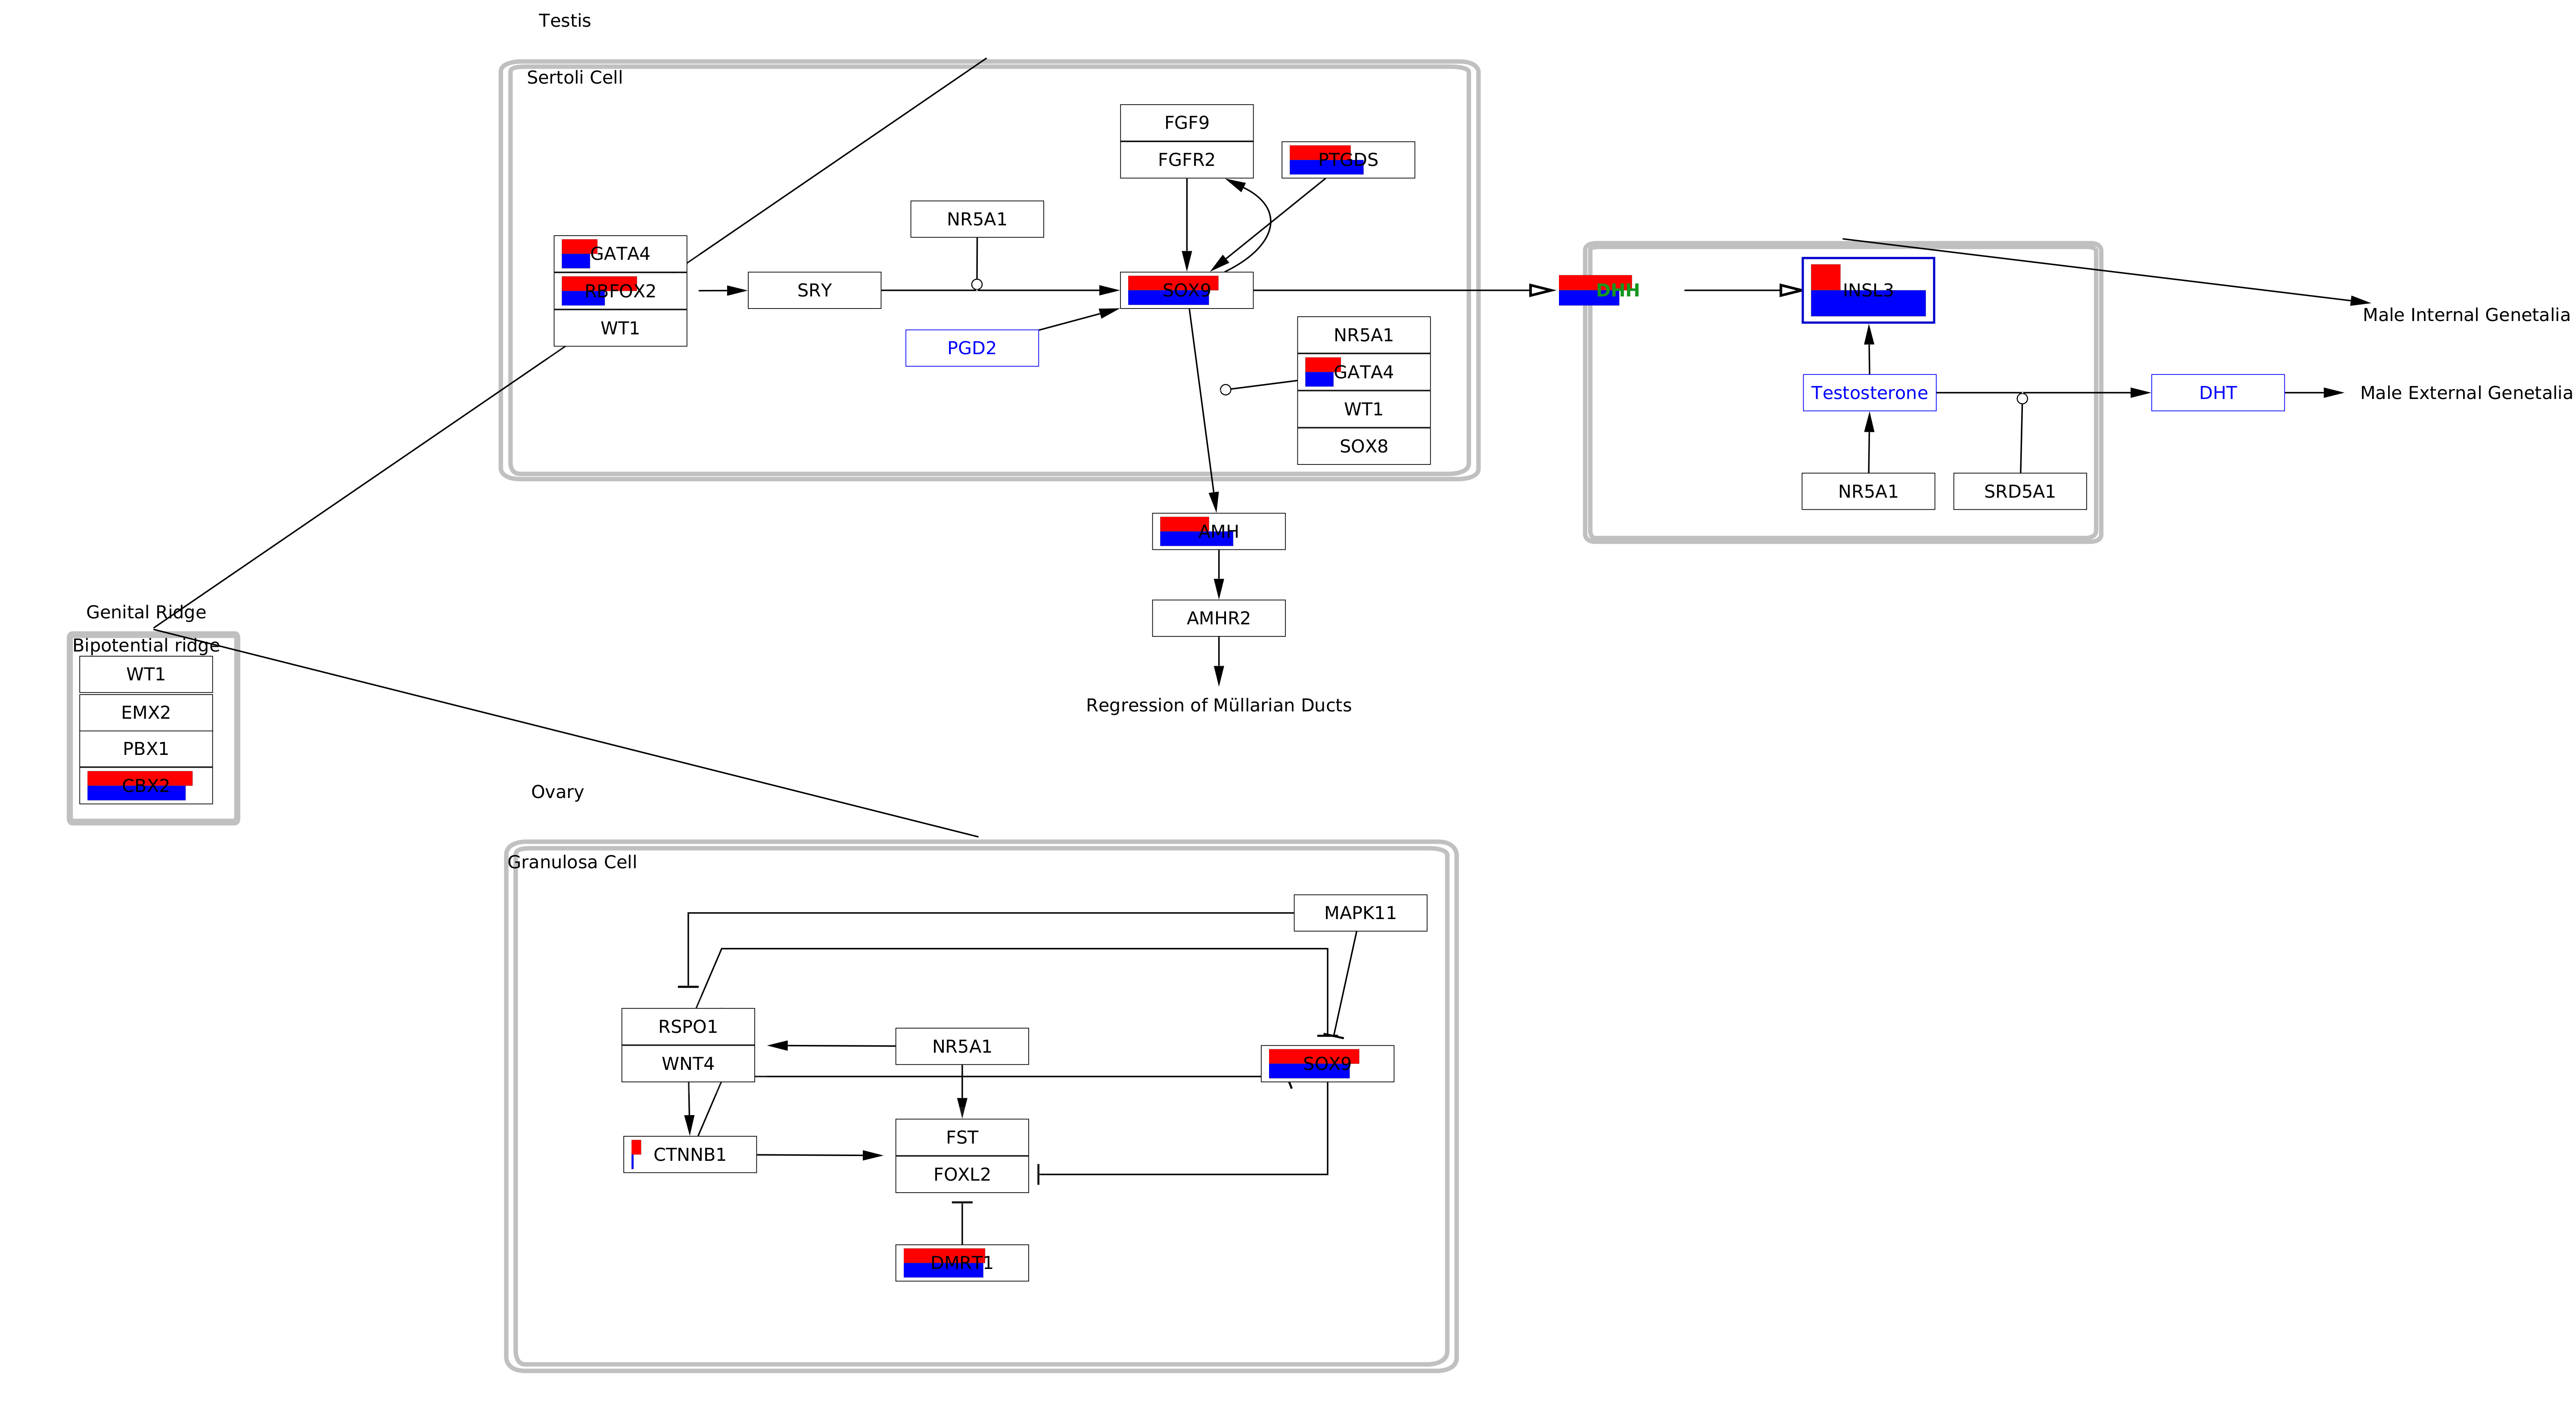 Testis
Sertoli Cell
FGF9
FGFR2
PTGDS
NR5A1
GATA4
RBFOX2
WT1
SRY
SOX9
PGD2
NR5A1
GATA4
WT1
SOX8
DHH
INSL3
Male Internal Genetalia
Testosterone
DHT
Male External Genetalia
NR5A1
SRD5A1
AMH
AMHR2
Regression of Müllarian Ducts
Genital Ridge
Bipotential ridge
WT1
EMX2
PBX1
CBX2
Ovary
Granulosa Cell
MAPK11
RSPO1
WNT4
NR5A1
SOX9
CTNNB1
FST
FOXL2
DMRT1